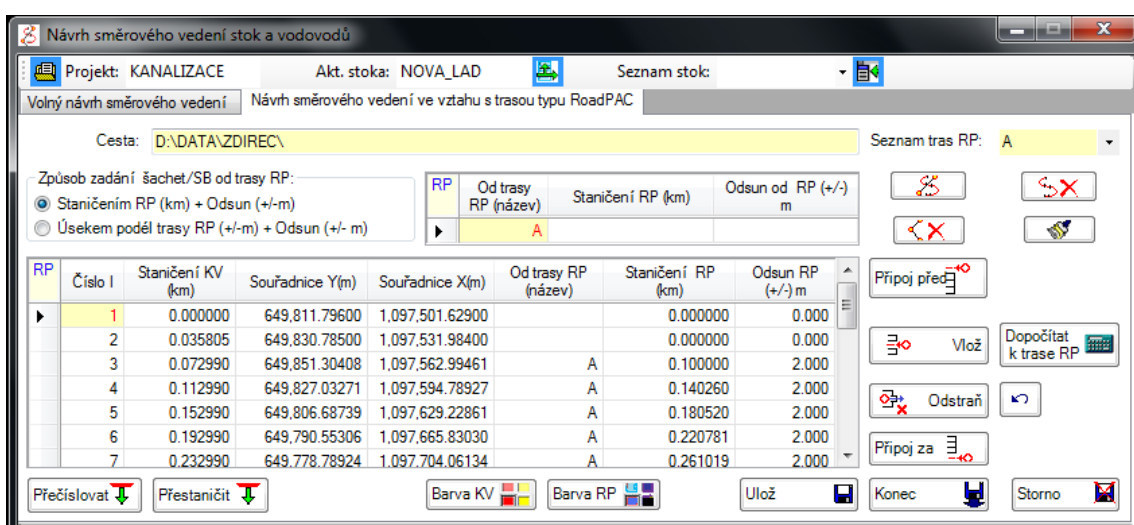 Návrh směrového vedení stok a vodovodů
Projekt: KANALIZACE Akt. stoka: NOVA_LAD Seznam stok:
Volný návrh směrového vedení Návrh směrového vedení ve vztahu s trasou typu RoadPAC
Cesta: D:\DATA\ZDIREC\ Seznam tras RP: A
Způsob zadání šachet/SB od trasy RP:
Staničením RP (km) + Odsun (+/-m)
Úsekem podél trasy RP (+/-m) + Odsun (+/- m)
RP Od trasy RP (název) Staničení RP (km) Odsun od RP (+/-) m
A
RP Číslo I Staničení KV (km) Souřadnice Y(m) Souřadnice X(m) Od trasy RP (název) Staničení RP (km) Odsun RP (+/-) m
1 0.000000 649,811.79600 1,097,501.62900 0.000000 0.000
2 0.035805 649,830.78500 1,097,531.98400 0.000000 0.000
3 0.072990 649,851.30408 1,097,562.99461 A 0.100000 2.000
4 0.112990 649,827.03271 1,097,594.78927 A 0.140260 2.000
5 0.152990 649,806.68739 1,097,629.22861 A 0.180520 2.000
6 0.192990 649,790.55306 1,097,665.83030 A 0.220781 2.000
7 0.232990 649.778.78924 1.097.704.06134 A 0.261019 2.000
Připoj před
Vlož
Dopočítat k trase RP
Odstraň
Připoj za
Přečíslovat Přestaničit Barva KV Barva RP Ulož Konec Storno